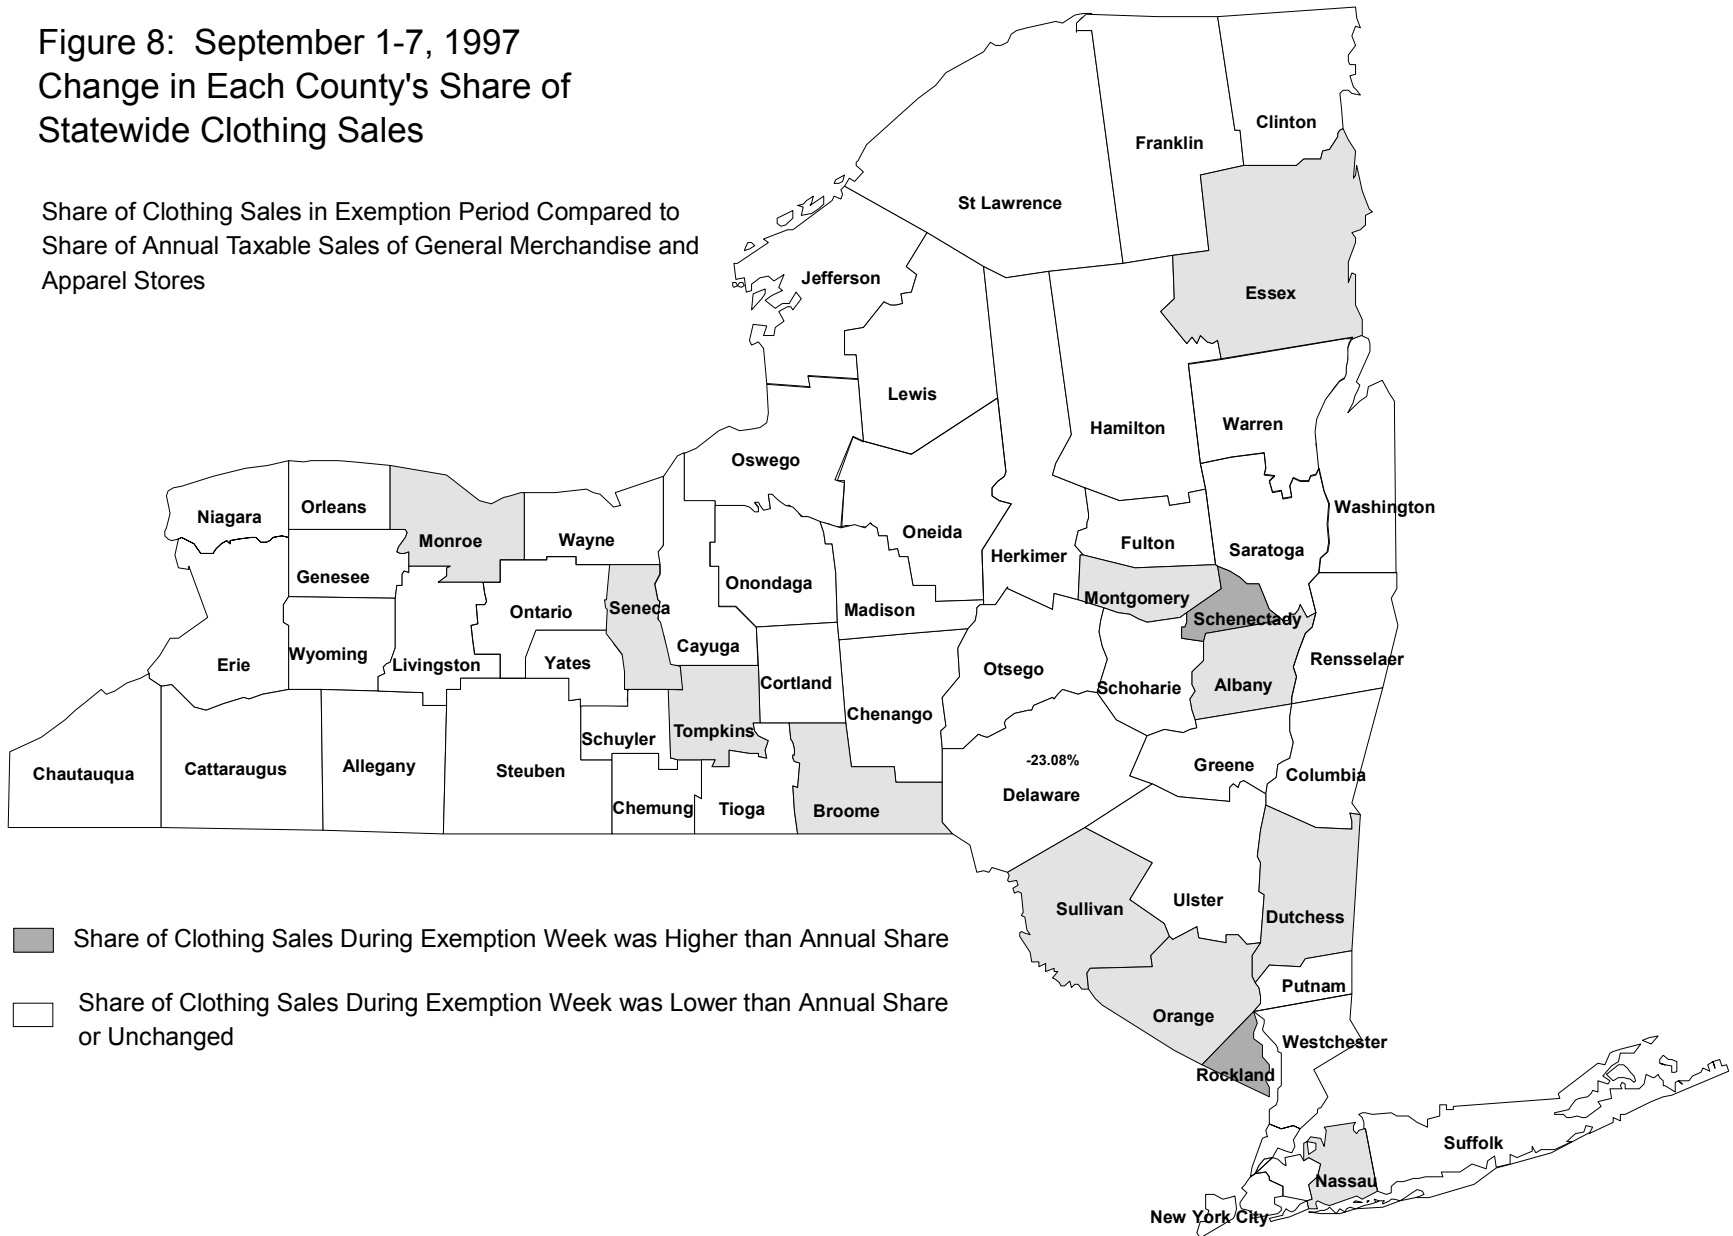 Figure 8: September 1-7, 1997
Change in Each County's Share of
Statewide Clothing Sales
Share of Clothing Sales in Exemption Period Compared to
Share of Annual Taxable Sales of General Merchandise and
Apparel Stores
Clinton
Franklin
St Lawrence
Jefferson
Essex
Lewis
Hamilton
Warren
Oswego
Washington
Niagara
Orleans
Monroe
Wayne
Oneida
Herkimer
Fulton
Saratoga
Genesee
Onondaga
Montgomery
Ontario
Seneca
Madison
Schenectady
Erie
Wyoming
Livingston
Yates
Cayuga
Cortland
Otsego
Schoharie
Albany
Rensselaer
Chenango
Tompkins
Schuyler
Chautauqua
Cattaraugus
Allegany
Steuben
-23.08%
Greene
Columbia
Chemung
Tioga
Broome
Delaware
Sullivan
Ulster
Dutchess
Share of Clothing Sales During Exemption Week was Higher than Annual Share
Share of Clothing Sales During Exemption Week was Lower than Annual Share
or Unchanged
Putnam
Orange
Westchester
Rockland
Suffolk
Nassau
New York City